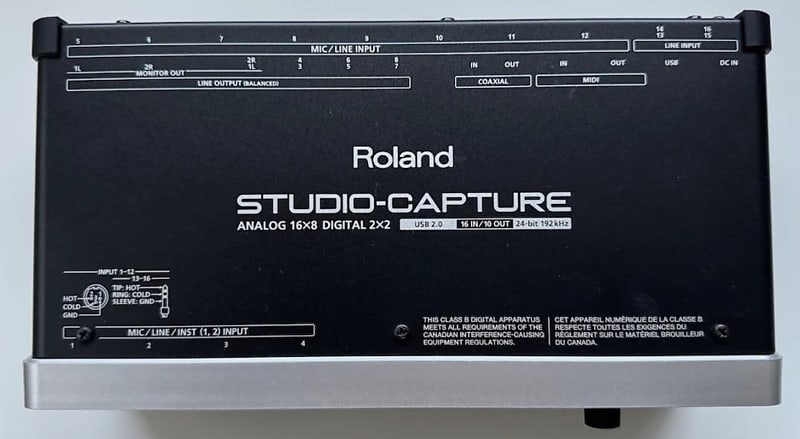 5 6 7 8 9 10 11 12 14 16
13 15
MIC/LINE INPUT LINE INPUT
1L 2R 2R 4 6 8 IN OUT IN OUT USB DC IN
MONITOR OUT 1L 3 5 7
LINE OUTPUT (BALANCED) COAXIAL MIDI
Roland
STUDIO-CAPTURE
ANALOG 16×8 DIGITAL 2×2 USB 2.0 16 IN/10 OUT 24-bit 192kHz
INPUT 1–12
13–16
TIP: HOT
HOT RING: COLD
COLD SLEEVE: GND
GND
MIC/LINE/INST (1, 2) INPUT
1 2 3 4
THIS CLASS B DIGITAL APPARATUS
MEETS ALL REQUIREMENTS OF THE
CANADIAN INTERFERENCE-CAUSING
EQUIPMENT REGULATIONS.
CET APPAREIL NUMÉRIQUE DE LA CLASSE B
RESPECTE TOUTES LES EXIGENCES DU
RÈGLEMENT SUR LE MATÉRIEL BROUILLEUR
DU CANADA.